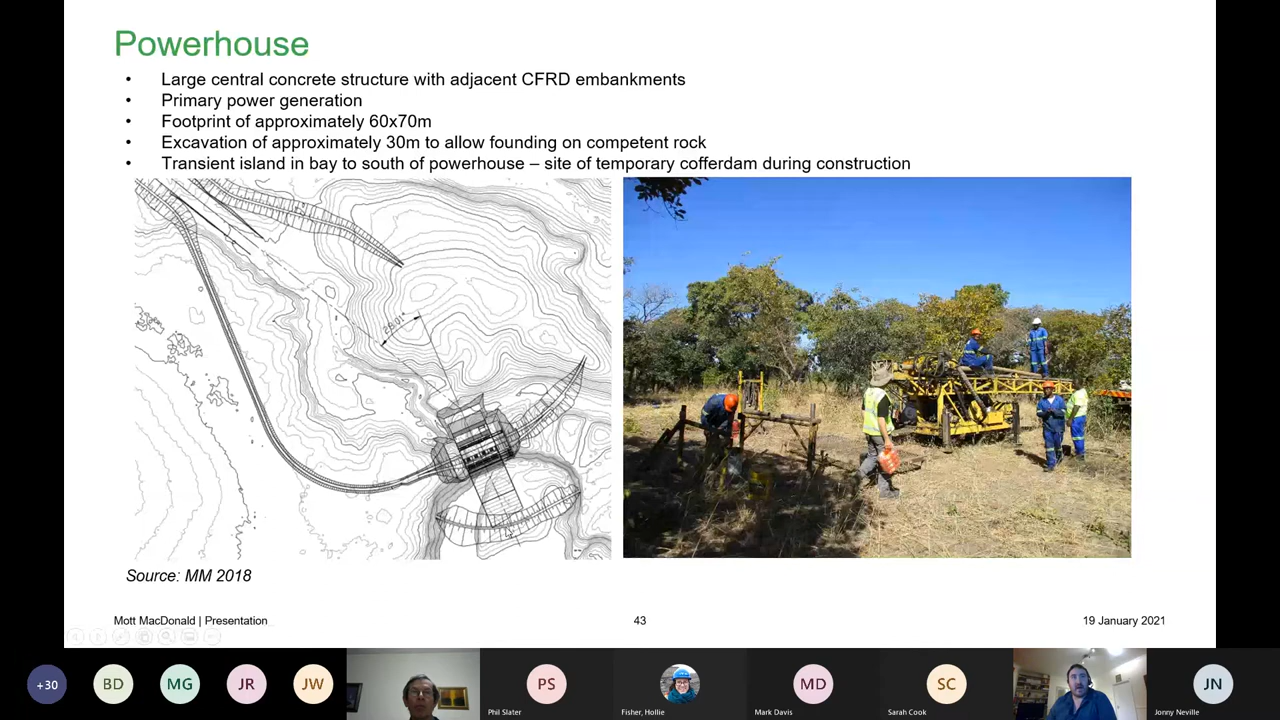 Powerhouse
• Large central concrete structure with adjacent CFRD embankments
• Primary power generation
• Footprint of approximately 60x70m
• Excavation of approximately 30m to allow founding on competent rock
• Transient island in bay to south of powerhouse – site of temporary cofferdam during construction
Source: MM 2018
Mott MacDonald | Presentation
43
19 January 2021
+30
BD
MG
JR
JW
PS
MD
SC
JN
Phil Slater
Fisher, Hollie
Mark Davis
Sarah Cook
Jonny Neville